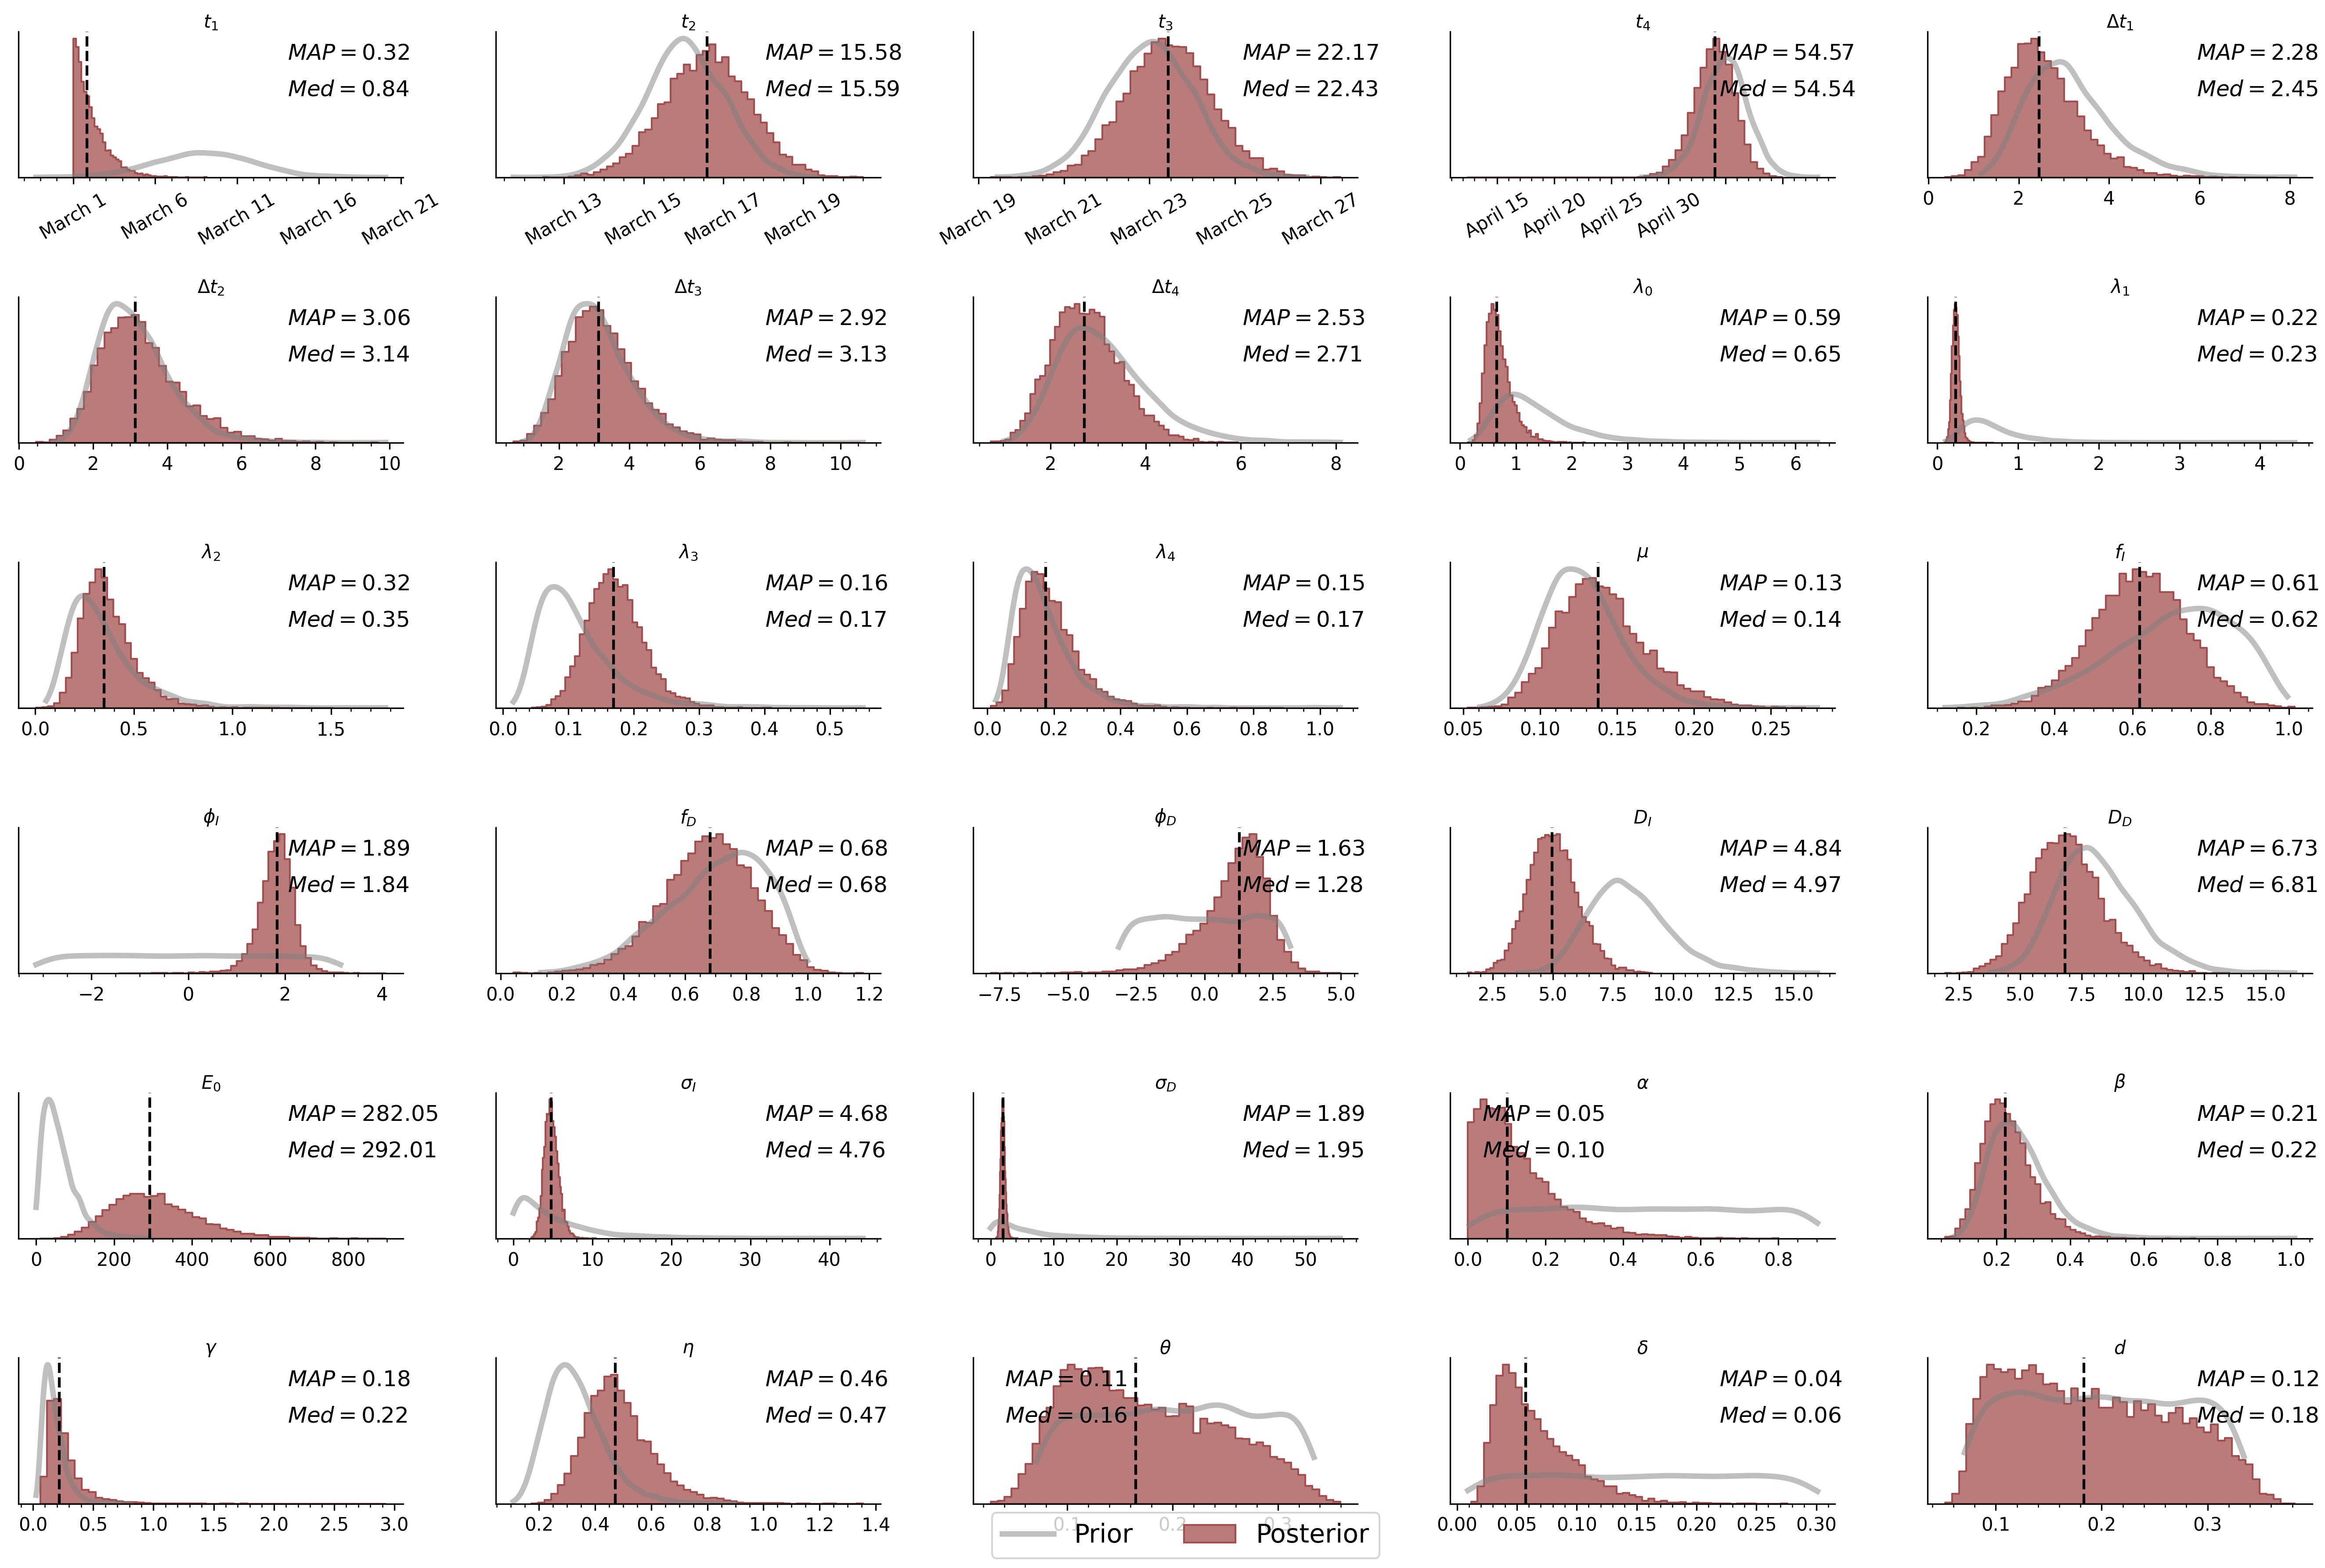 t₁
MAP = 0.32
Med = 0.84
March 1 March 6 March 11 March 16 March 21
t₂
MAP = 15.58
Med = 15.59
March 13 March 15 March 17 March 19
t₃
MAP = 22.17
Med = 22.43
March 19 March 21 March 23 March 25 March 27
t₄
MAP = 54.57
Med = 54.54
April 15 April 20 April 25 April 30
Δt₁
MAP = 2.28
Med = 2.45
0 2 4 6 8
Δt₂
MAP = 3.06
Med = 3.14
0 2 4 6 8 10
Δt₃
MAP = 2.92
Med = 3.13
2 4 6 8 10
Δt₄
MAP = 2.53
Med = 2.71
2 4 6 8
λ₀
MAP = 0.59
Med = 0.65
0 1 2 3 4 5 6
λ₁
MAP = 0.22
Med = 0.23
0 1 2 3 4
λ₂
MAP = 0.32
Med = 0.35
0.0 0.5 1.0 1.5
λ₃
MAP = 0.16
Med = 0.17
0.0 0.1 0.2 0.3 0.4 0.5
λ₄
MAP = 0.15
Med = 0.17
0.0 0.2 0.4 0.6 0.8 1.0
μ
MAP = 0.13
Med = 0.14
0.05 0.10 0.15 0.20 0.25
f_I
MAP = 0.61
Med = 0.62
0.2 0.4 0.6 0.8 1.0
ϕ_I
MAP = 1.89
Med = 1.84
−2 0 2 4
f_D
MAP = 0.68
Med = 0.68
0.0 0.2 0.4 0.6 0.8 1.0 1.2
ϕ_D
MAP = 1.63
Med = 1.28
−7.5 −5.0 −2.5 0.0 2.5 5.0
D_I
MAP = 4.84
Med = 4.97
2.5 5.0 7.5 10.0 12.5 15.0
D_D
MAP = 6.73
Med = 6.81
2.5 5.0 7.5 10.0 12.5 15.0
E₀
MAP = 282.05
Med = 292.01
0 200 400 600 800
σ_I
MAP = 4.68
Med = 4.76
0 10 20 30 40
σ_D
MAP = 1.89
Med = 1.95
0 10 20 30 40 50
α
MAP = 0.05
Med = 0.10
0.0 0.2 0.4 0.6 0.8
β
MAP = 0.21
Med = 0.22
0.2 0.4 0.6 0.8 1.0
γ
MAP = 0.18
Med = 0.22
0.0 0.5 1.0 1.5 2.0 2.5 3.0
η
MAP = 0.46
Med = 0.47
0.2 0.4 0.6 0.8 1.0 1.2 1.4
θ
MAP = 0.11
Med = 0.16
0.1 0.2 0.3
δ
MAP = 0.04
Med = 0.06
0.00 0.05 0.10 0.15 0.20 0.25 0.30
d
MAP = 0.12
Med = 0.18
0.1 0.2 0.3
Prior Posterior